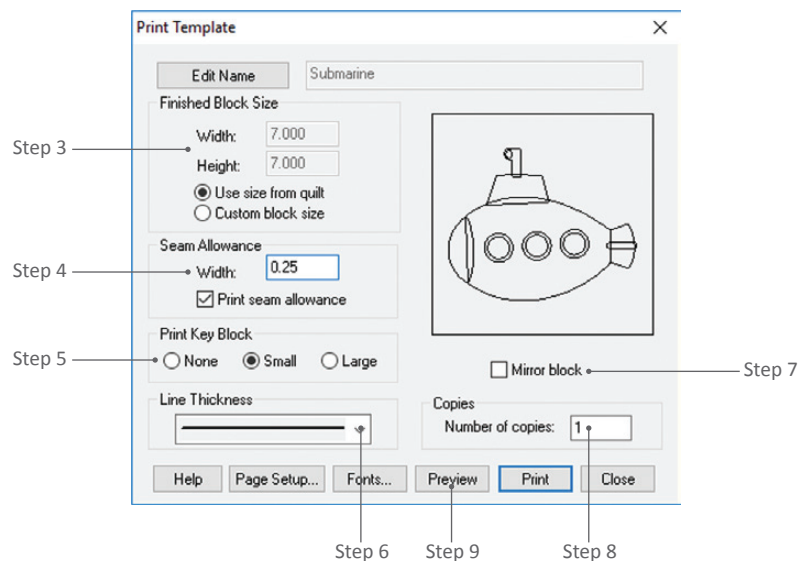 Print Template
Edit Name Submarine
Finished Block Size
Step 3
Width: 7.000
Height: 7.000
Use size from quilt
Custom block size
Seam Allowance
Step 4
Width: 0.25
Print seam allowance
Print Key Block
Step 5
None Small Large
Mirror block
Step 7
Line Thickness
Copies
Number of copies: 1
Help Page Setup... Fonts... Preview Print Close
Step 6 Step 9 Step 8